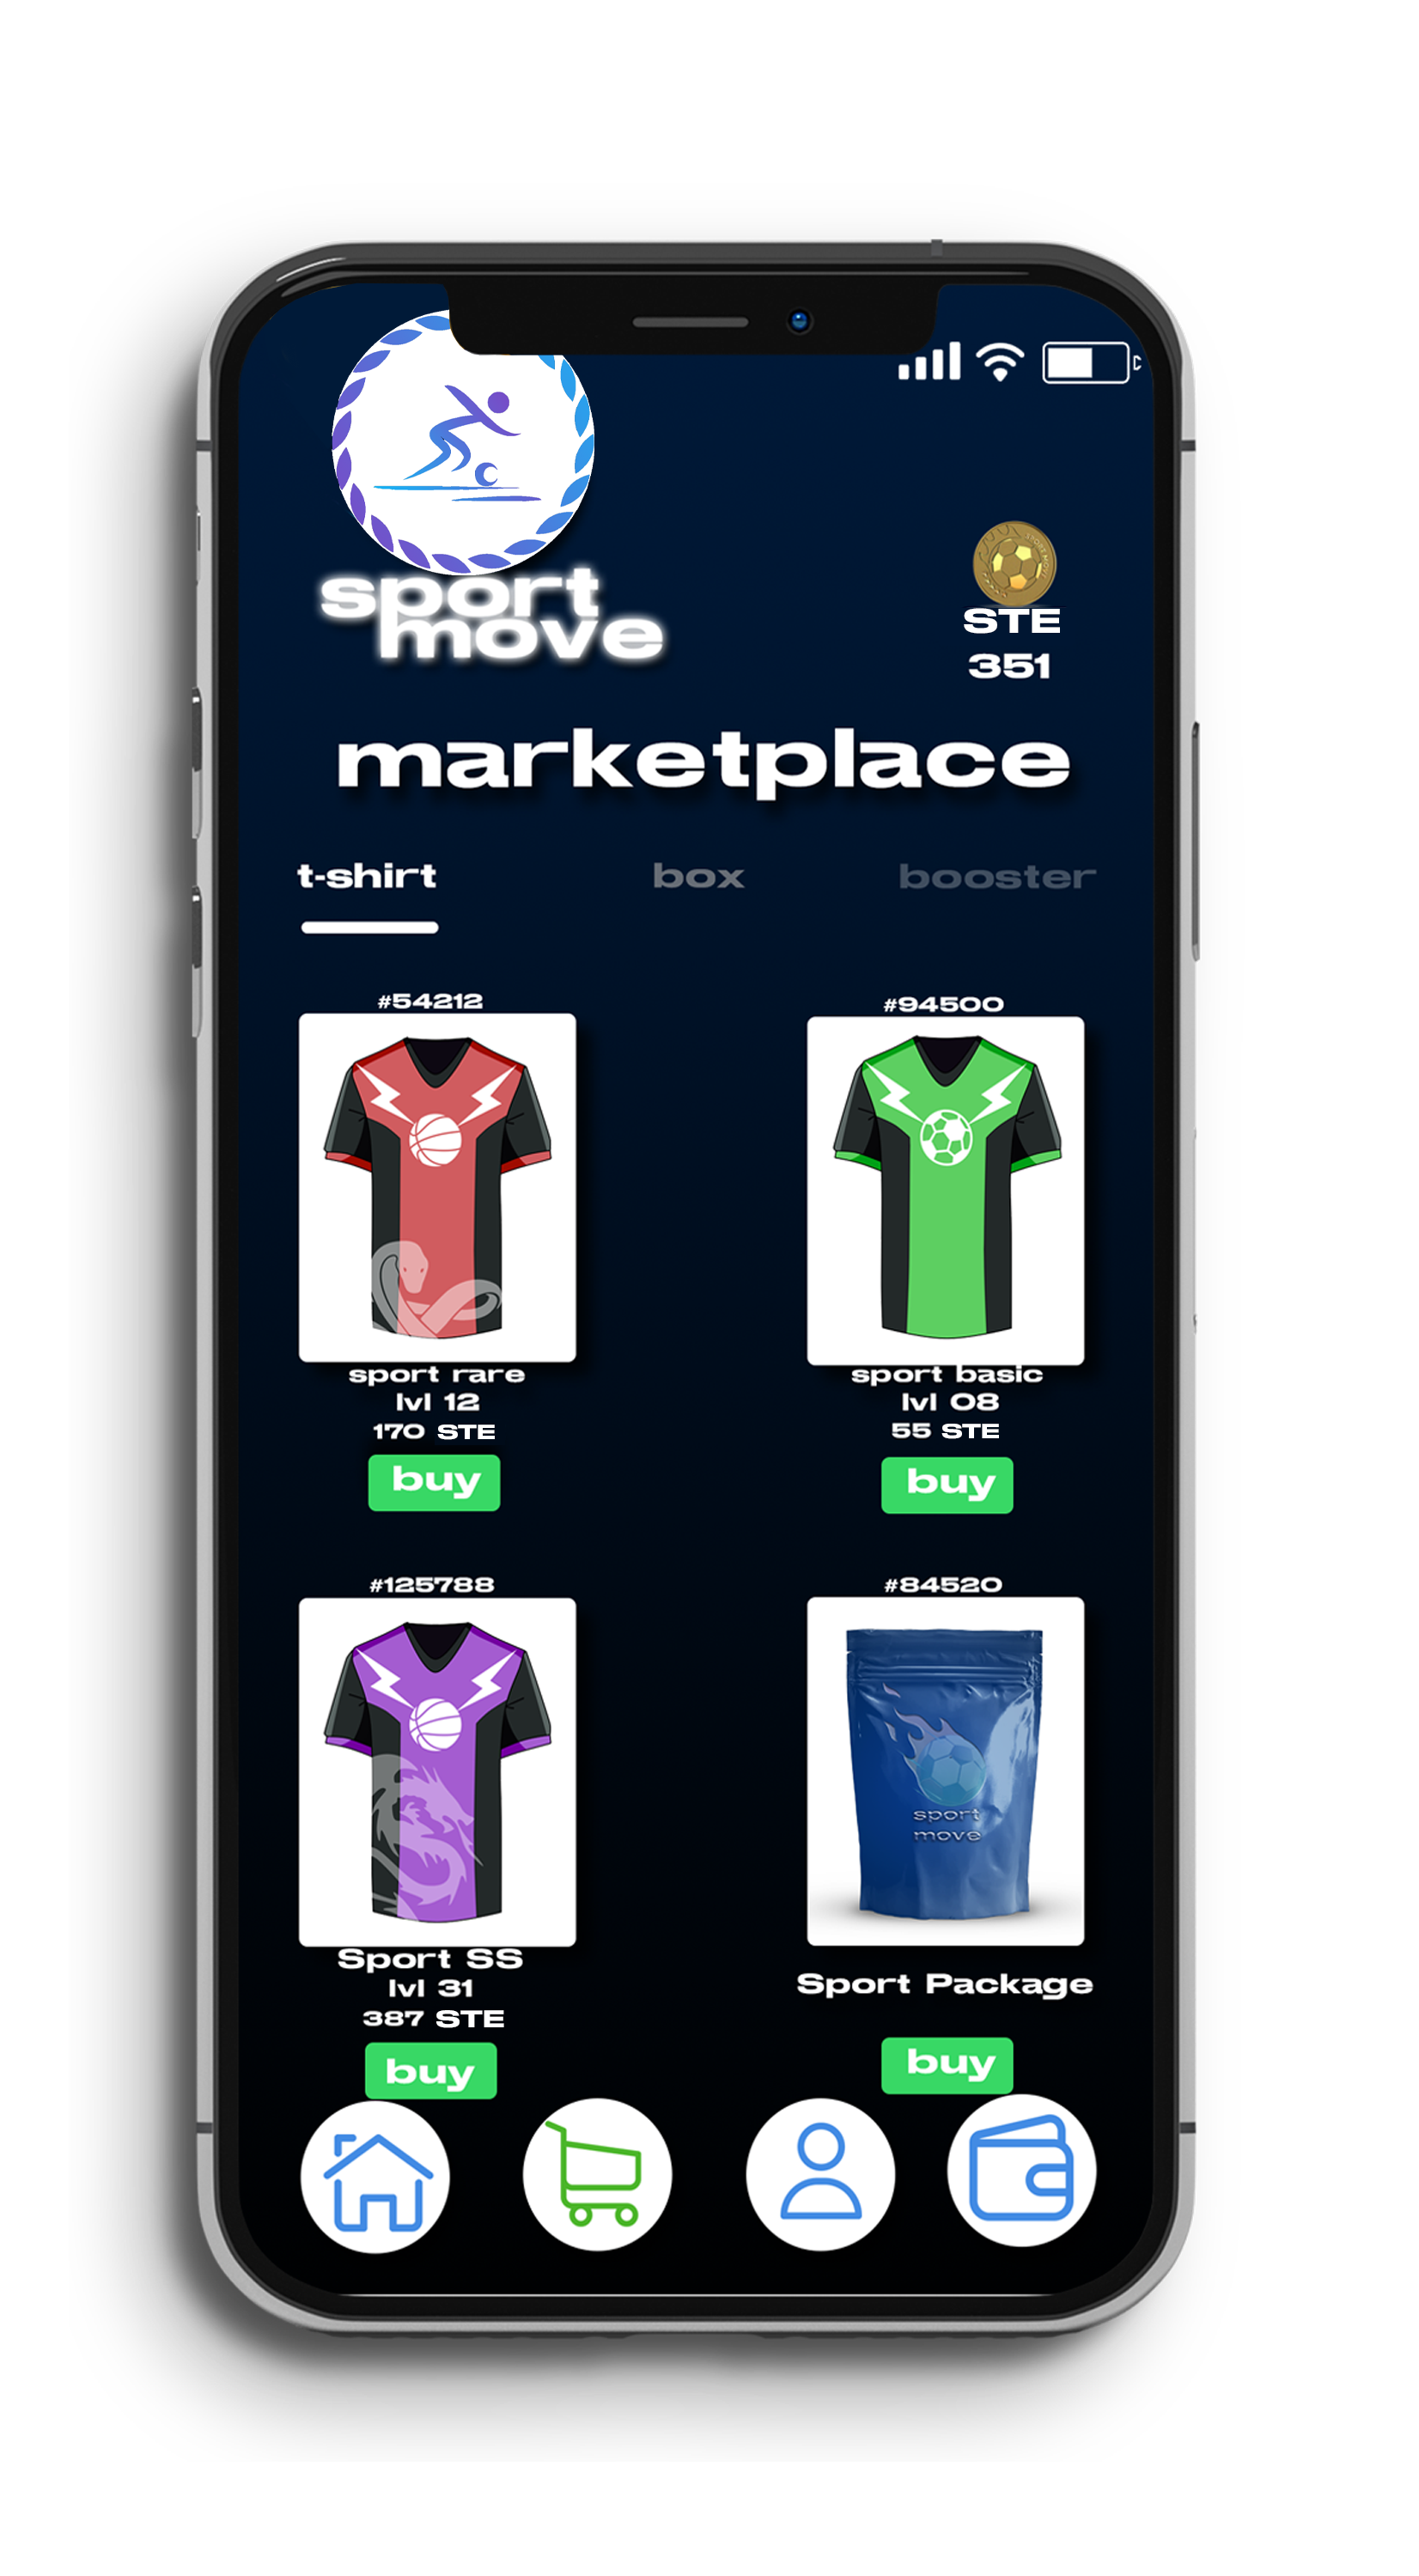 sport
move
STE
351
marketplace
t-shirt box booster
#54212
sport rare
lvl 12
170 STE
buy
#94500
sport basic
lvl 08
55 STE
buy
#125788
Sport SS
lvl 31
387 STE
buy
#84520
sport
move
Sport Package
buy